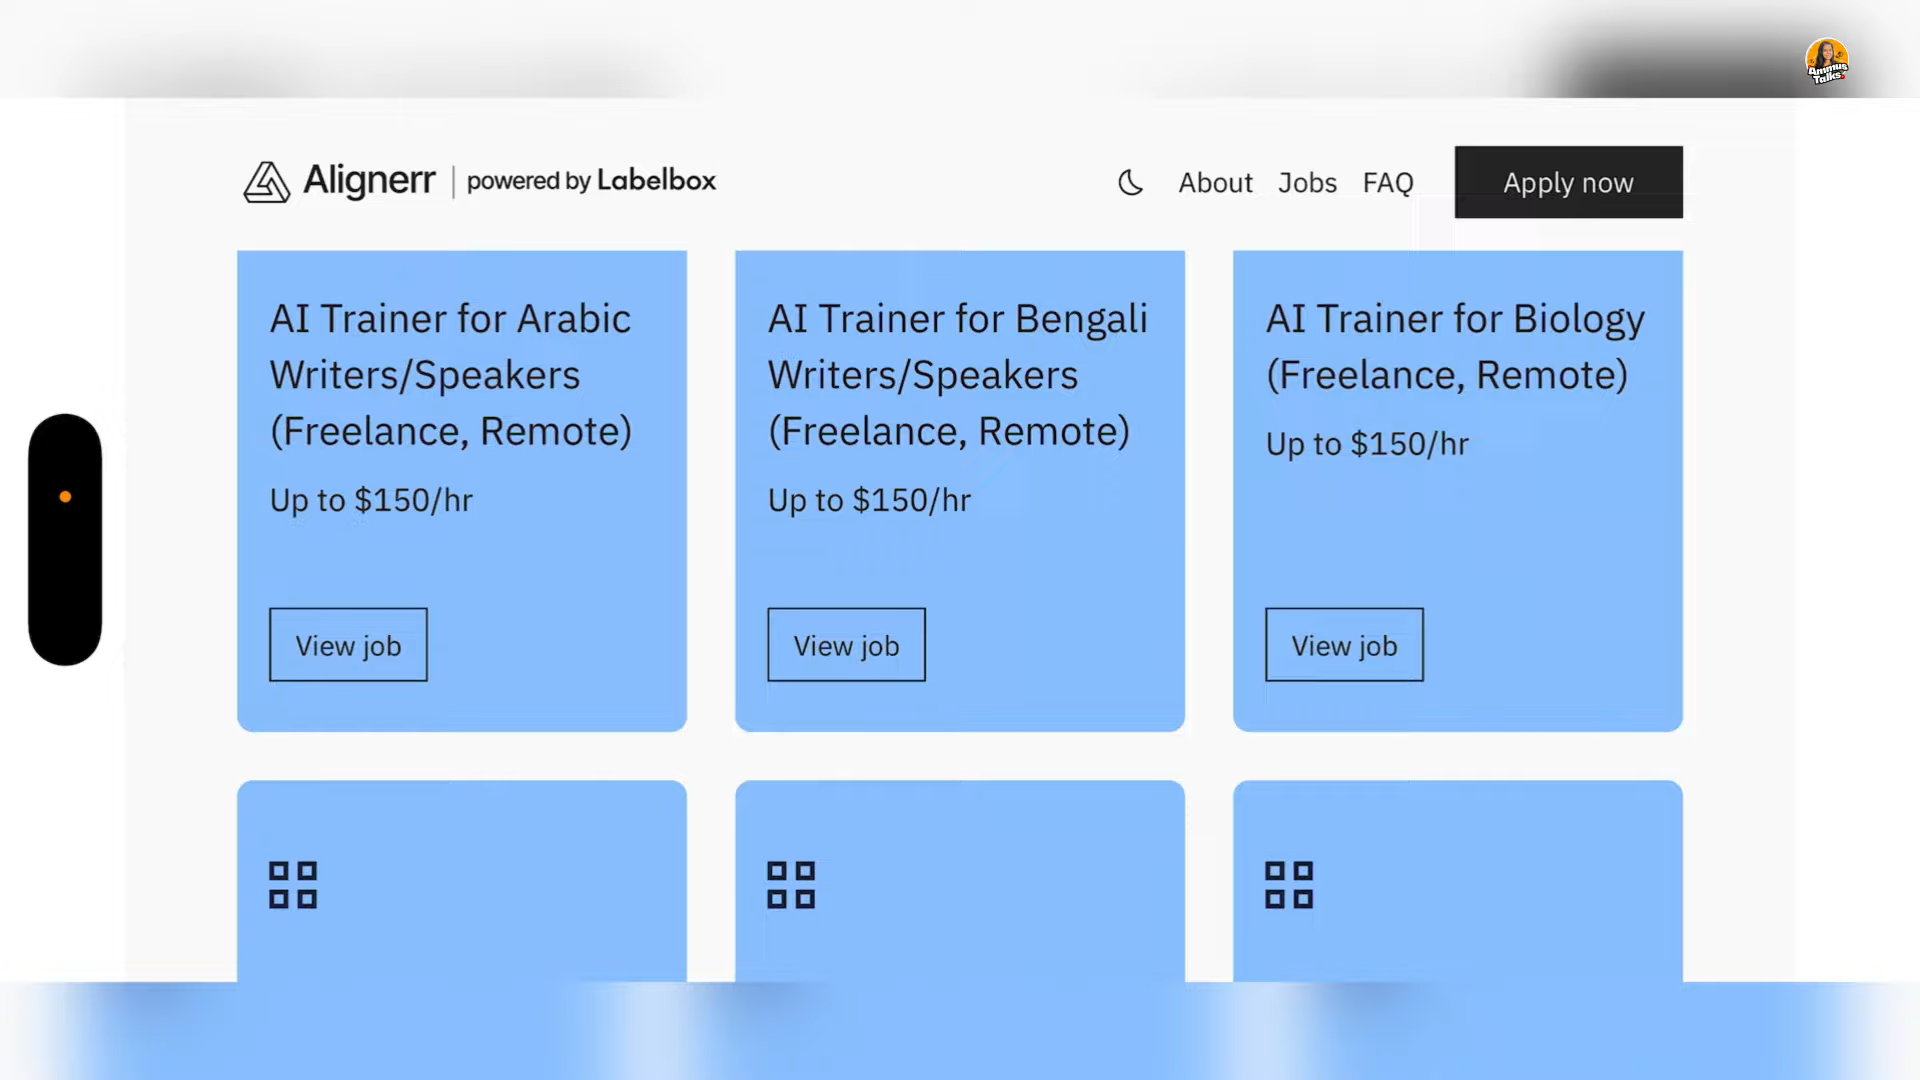 Ammus
Talks
Alignerr | powered by Labelbox
About
Jobs
FAQ
Apply now
AI Trainer for Arabic
Writers/Speakers
(Freelance, Remote)
Up to $150/hr
View job
AI Trainer for Bengali
Writers/Speakers
(Freelance, Remote)
Up to $150/hr
View job
AI Trainer for Biology
(Freelance, Remote)
Up to $150/hr
View job